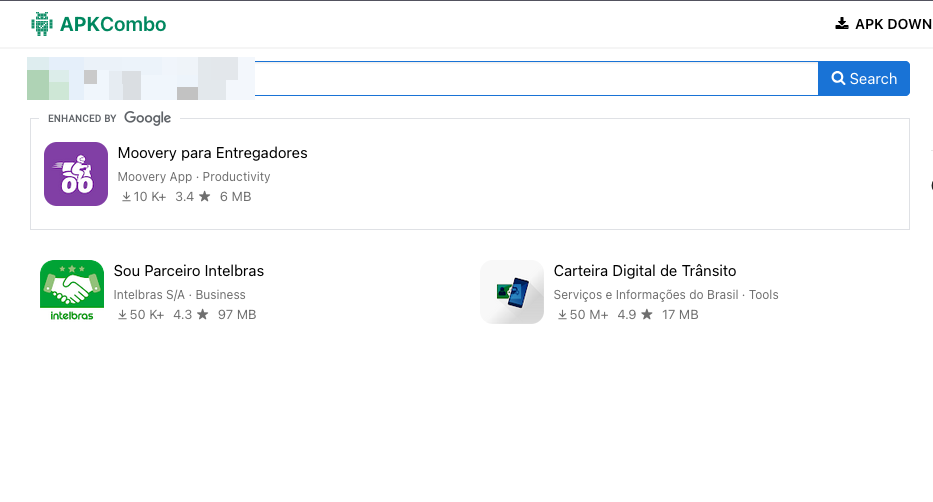 APKCombo
APK DOWN
Search
ENHANCED BY Google
Moovery para Entregadores
Moovery App · Productivity
10 K+ 3.4 ★ 6 MB
Sou Parceiro Intelbras
Intelbras S/A · Business
50 K+ 4.3 ★ 97 MB
intelbras
Carteira Digital de Trânsito
Serviços e Informações do Brasil · Tools
50 M+ 4.9 ★ 17 MB